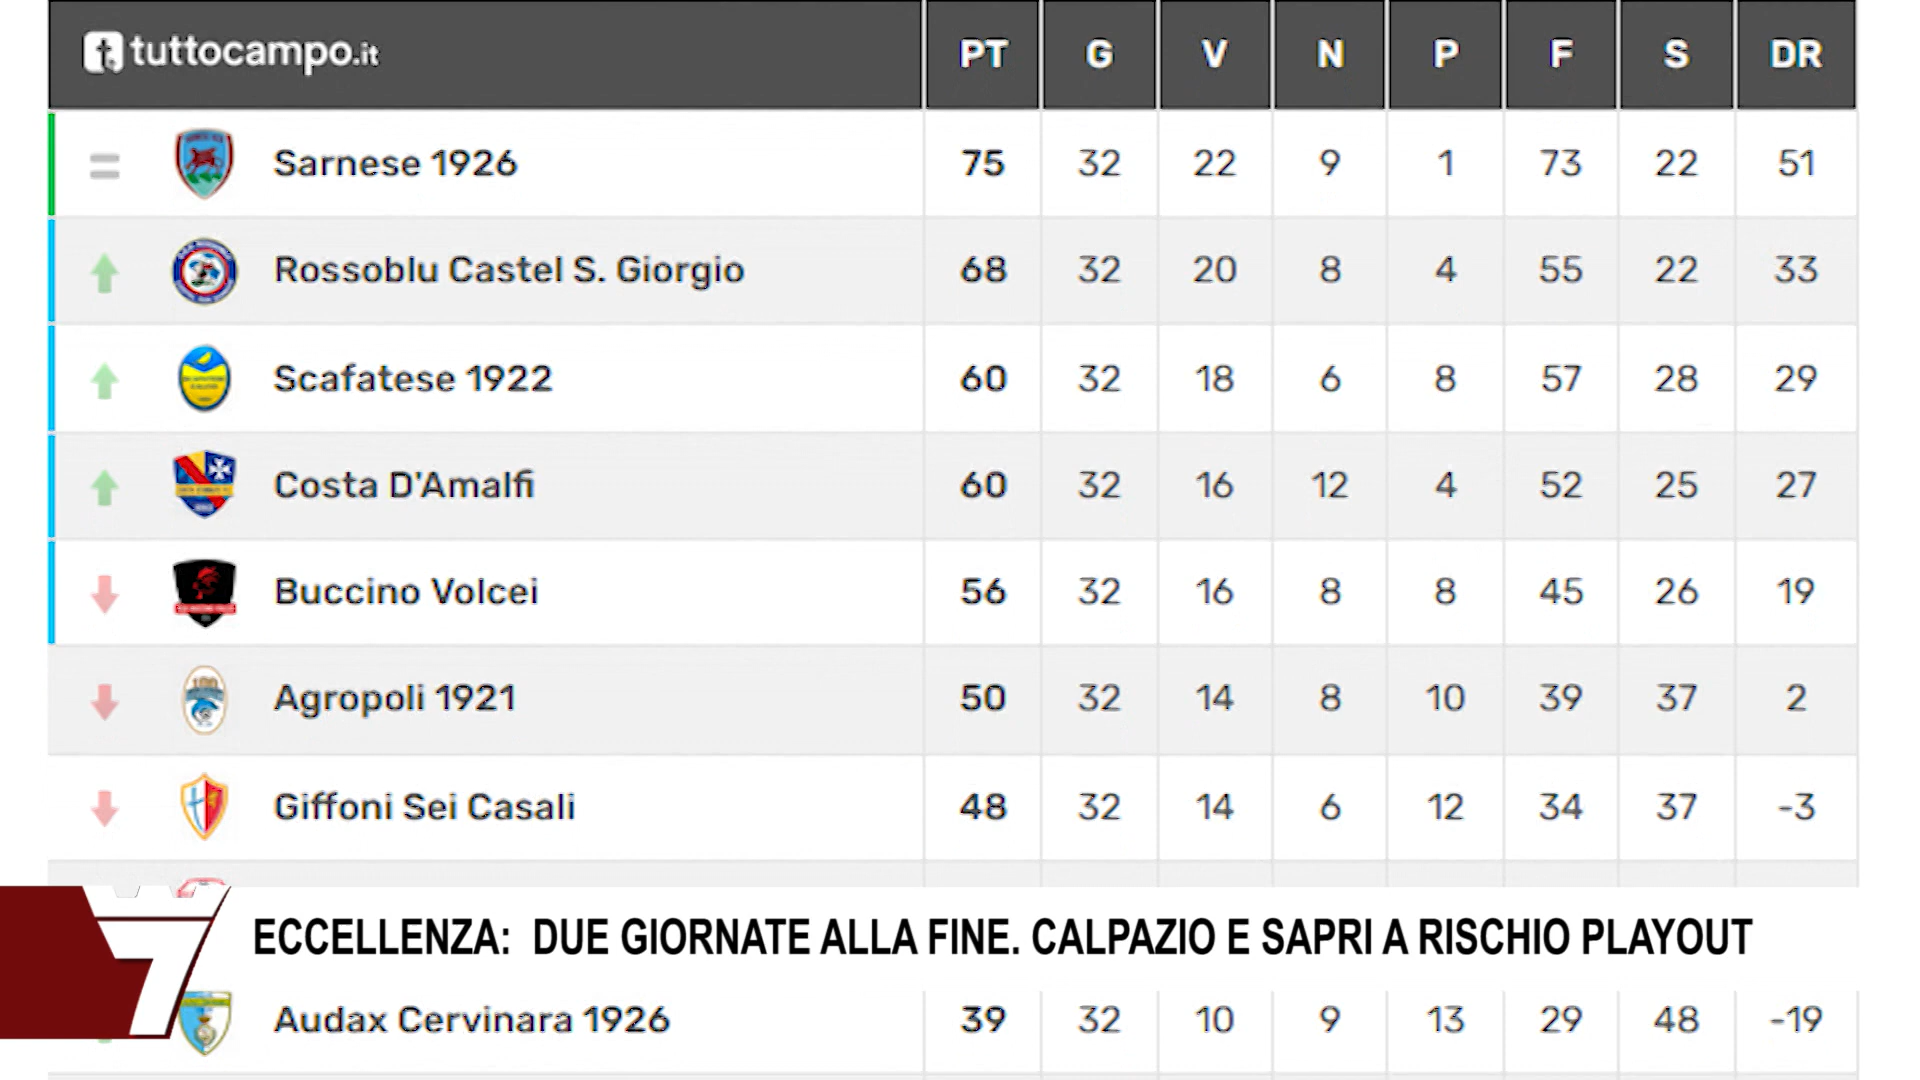 tuttocampo.it PT G V N P F S DR
Sarnese 1926 75 32 22 9 1 73 22 51
Rossoblu Castel S. Giorgio 68 32 20 8 4 55 22 33
Scafatese 1922 60 32 18 6 8 57 28 29
Costa D'Amalfi 60 32 16 12 4 52 25 27
Buccino Volcei 56 32 16 8 8 45 26 19
Agropoli 1921 50 32 14 8 10 39 37 2
Giffoni Sei Casali 48 32 14 6 12 34 37 -3
7 ECCELLENZA: DUE GIORNATE ALLA FINE. CALPAZIO E SAPRI A RISCHIO PLAYOUT
Audax Cervinara 1926 39 32 10 9 13 29 48 -19